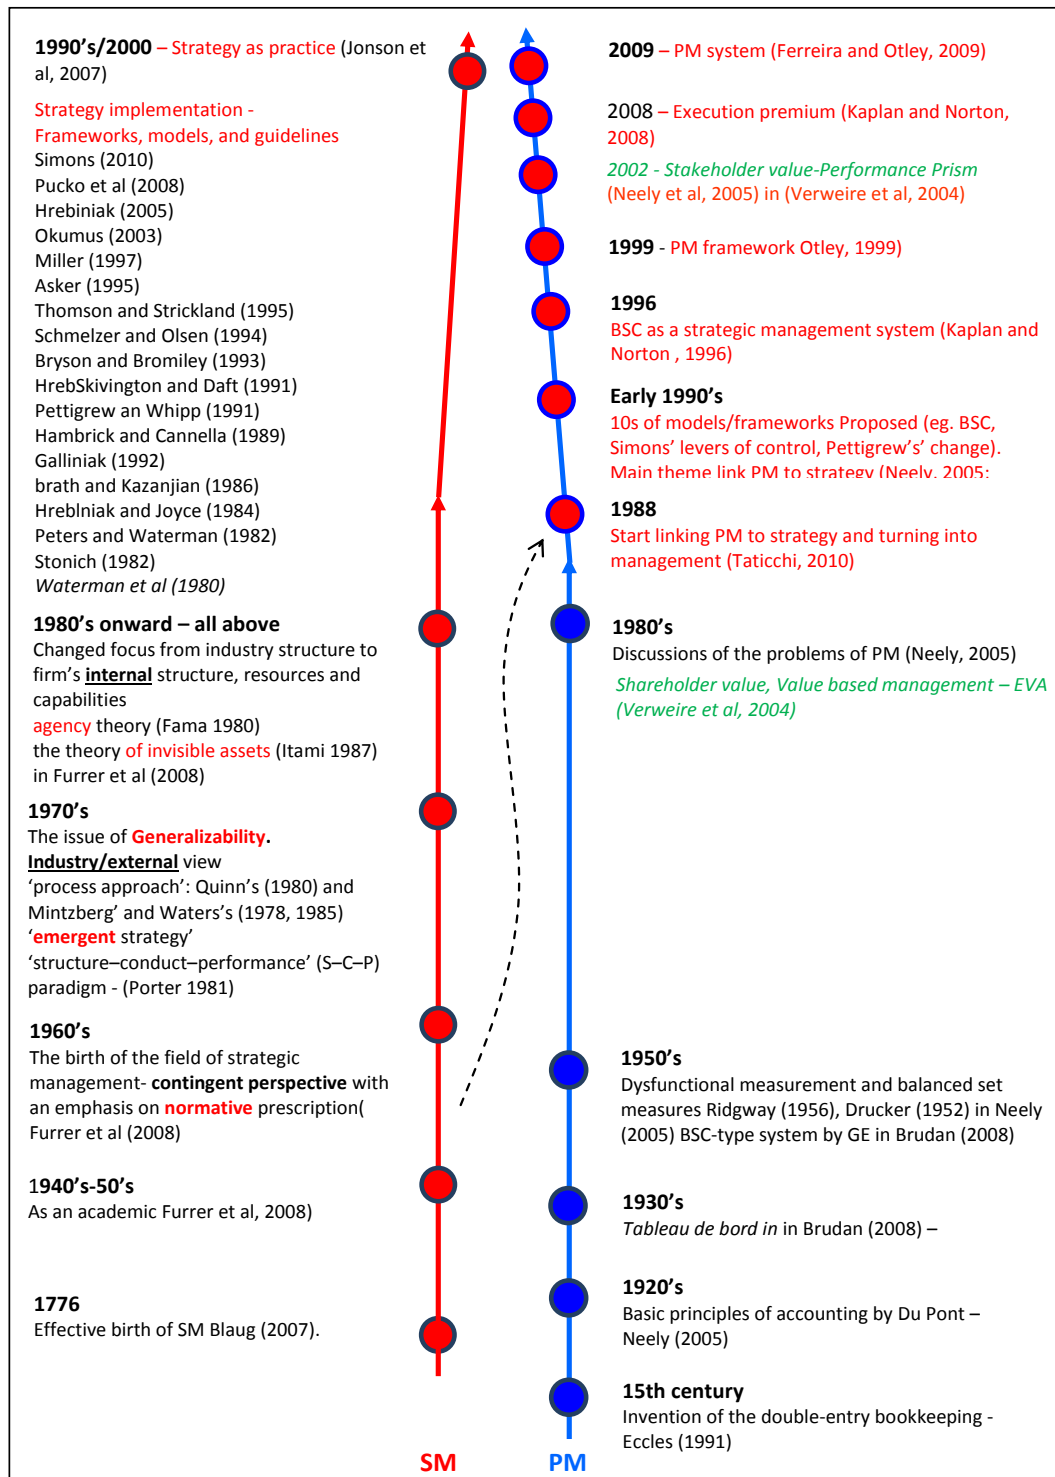 1990’s/2000 – Strategy as practice (Jonson et
al, 2007)
Strategy implementation -
Frameworks, models, and guidelines
Simons (2010)
Pucko et al (2008)
Hrebiniak (2005)
Okumus (2003)
Miller (1997)
Asker (1995)
Thomson and Strickland (1995)
Schmelzer and Olsen (1994)
Bryson and Bromiley (1993)
HrebSkivington and Daft (1991)
Pettigrew an Whipp (1991)
Hambrick and Cannella (1989)
Galliniak (1992)
brath and Kazanjian (1986)
Hreblniak and Joyce (1984)
Peters and Waterman (1982)
Stonich (1982)
Waterman et al (1980)
1980’s onward – all above
Changed focus from industry structure to
firm’s internal structure, resources and
capabilities
agency theory (Fama 1980)
the theory of invisible assets (Itami 1987)
in Furrer et al (2008)
1970’s
The issue of Generalizability.
Industry/external view
‘process approach’: Quinn’s (1980) and
Mintzberg’ and Waters’s (1978, 1985)
‘emergent strategy’
‘structure–conduct–performance’ (S–C–P)
paradigm - (Porter 1981)
1960’s
The birth of the field of strategic
management- contingent perspective with
an emphasis on normative prescription(
Furrer et al (2008)
1940’s-50’s
As an academic Furrer et al, 2008)
1776
Effective birth of SM Blaug (2007).
SM
2009 – PM system (Ferreira and Otley, 2009)
2008 – Execution premium (Kaplan and Norton,
2008)
2002 - Stakeholder value-Performance Prism
(Neely et al, 2005) in (Verweire et al, 2004)
1999 - PM framework Otley, 1999)
1996
BSC as a strategic management system (Kaplan and
Norton , 1996)
Early 1990’s
10s of models/frameworks Proposed (eg. BSC,
Simons’ levers of control, Pettigrew’s’ change).
Main theme link PM to strategy (Neely, 2005;
1988
Start linking PM to strategy and turning into
management (Taticchi, 2010)
1980’s
Discussions of the problems of PM (Neely, 2005)
Shareholder value, Value based management – EVA
(Verweire et al, 2004)
1950’s
Dysfunctional measurement and balanced set
measures Ridgway (1956), Drucker (1952) in Neely
(2005) BSC-type system by GE in Brudan (2008)
1930’s
Tableau de bord in in Brudan (2008) –
1920’s
Basic principles of accounting by Du Pont –
Neely (2005)
15th century
Invention of the double-entry bookkeeping -
Eccles (1991)
PM